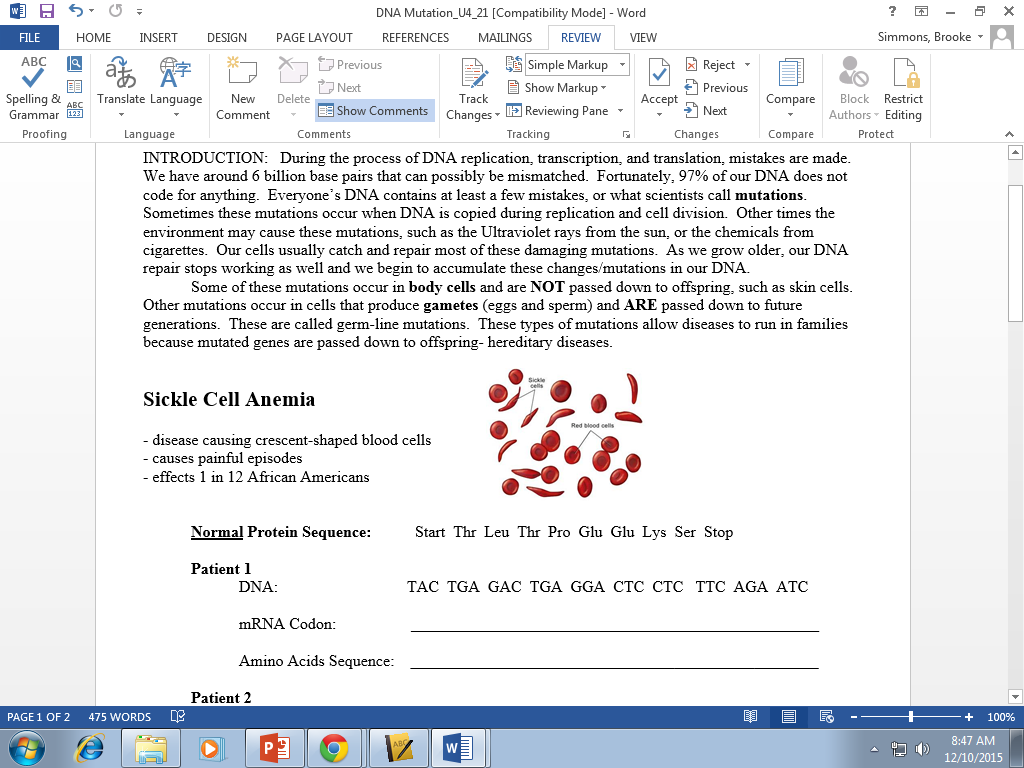 DNA Mutation_U4_21 [Compatibility Mode] - Word
FILE HOME INSERT DESIGN PAGE LAYOUT REFERENCES MAILINGS REVIEW VIEW Simmons, Brooke
ABC Spelling & Grammar
ABC 123
Proofing
Translate Language
Language
New Comment Delete Previous Next Show Comments
Comments
Track Changes Simple Markup Show Markup Reviewing Pane
Tracking
Accept Reject Previous Next
Changes
Compare
Compare
Block Authors Restrict Editing
Protect
INTRODUCTION: During the process of DNA replication, transcription, and translation, mistakes are made.
We have around 6 billion base pairs that can possibly be mismatched. Fortunately, 97% of our DNA does not
code for anything. Everyone's DNA contains at least a few mistakes, or what scientists call mutations.
Sometimes these mutations occur when DNA is copied during replication and cell division. Other times the
environment may cause these mutations, such as the Ultraviolet rays from the sun, or the chemicals from
cigarettes. Our cells usually catch and repair most of these damaging mutations. As we grow older, our DNA
repair stops working as well and we begin to accumulate these changes/mutations in our DNA.
Some of these mutations occur in body cells and are NOT passed down to offspring, such as skin cells.
Other mutations occur in cells that produce gametes (eggs and sperm) and ARE passed down to future
generations. These are called germ-line mutations. These types of mutations allow diseases to run in families
because mutated genes are passed down to offspring- hereditary diseases.
Sickle Cell Anemia
- disease causing crescent-shaped blood cells
- causes painful episodes
- effects 1 in 12 African Americans
Sickle
cells
Red blood cells
Normal Protein Sequence: Start Thr Leu Thr Pro Glu Glu Lys Ser Stop
Patient 1
DNA: TAC TGA GAC TGA GGA CTC CTC TTC AGA ATC
mRNA Codon:
Amino Acids Sequence:
Patient 2
PAGE 1 OF 2 475 WORDS 100%
8:47 AM
12/10/2015